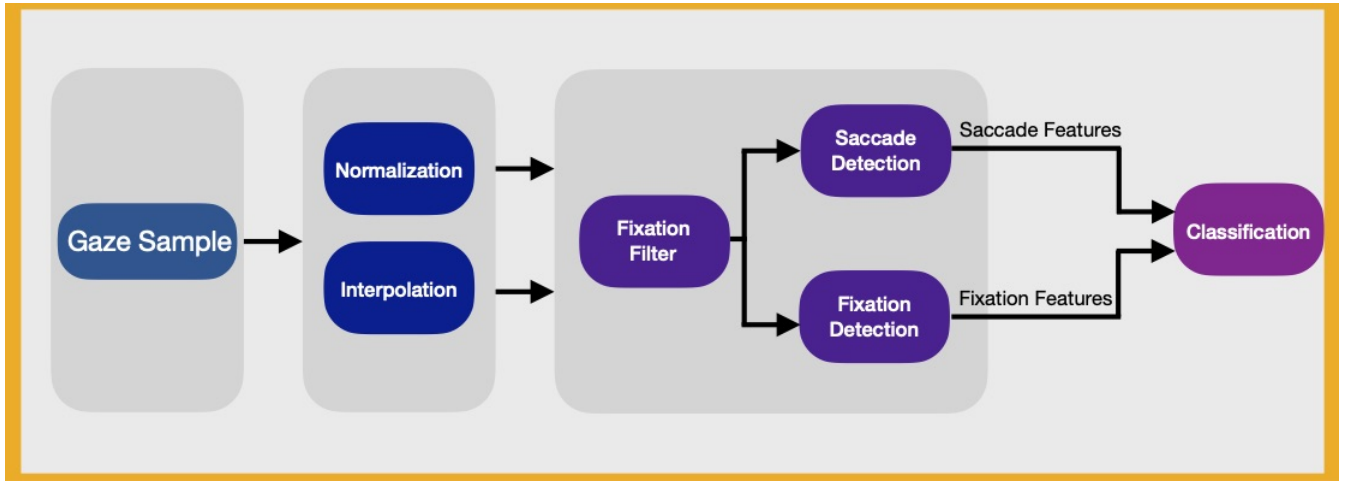 Gaze Sample
Normalization
Interpolation
Fixation
Filter
Saccade
Detection
Fixation
Detection
Saccade Features
Fixation Features
Classification